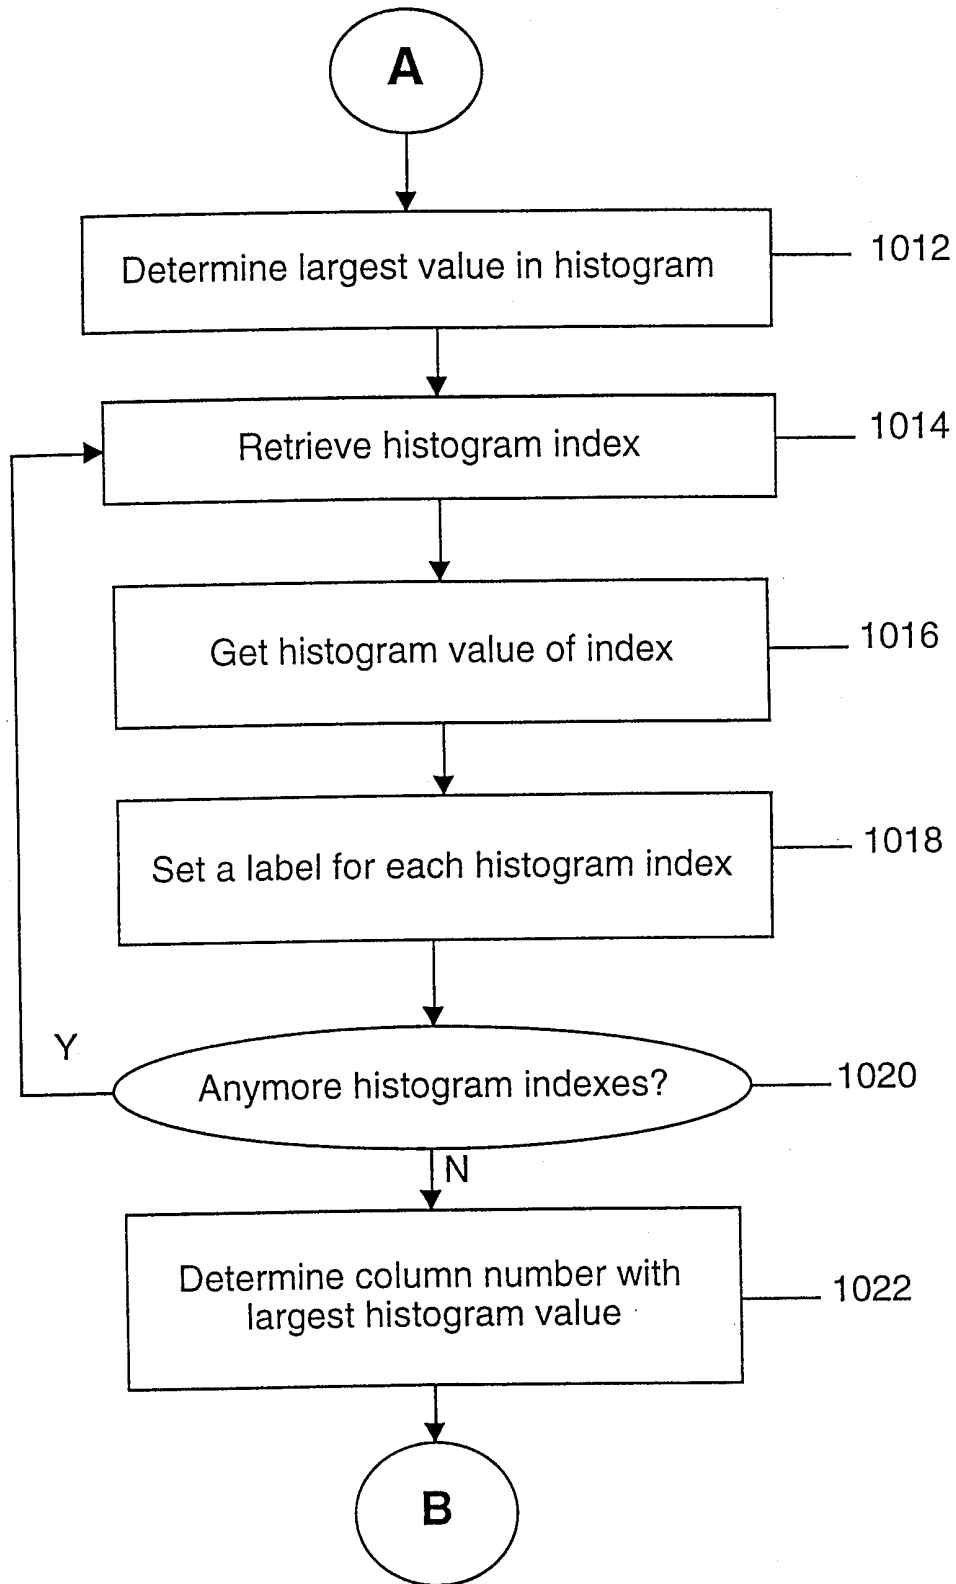 A
Determine largest value in histogram
1012
Retrieve histogram index
1014
Get histogram value of index
1016
Set a label for each histogram index
1018
Y
Anymore histogram indexes?
1020
N
Determine column number with
largest histogram value
1022
B